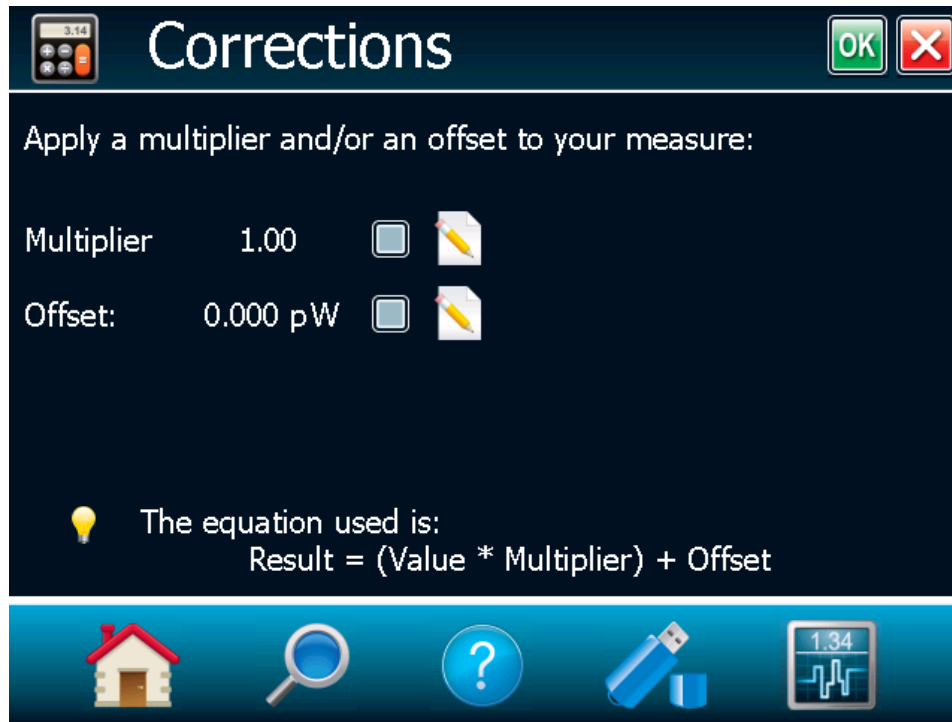 3.14
Corrections
OK
Apply a multiplier and/or an offset to your measure:
Multiplier 1.00
Offset: 0.000 pW
The equation used is:
Result = (Value * Multiplier) + Offset
?
1.34